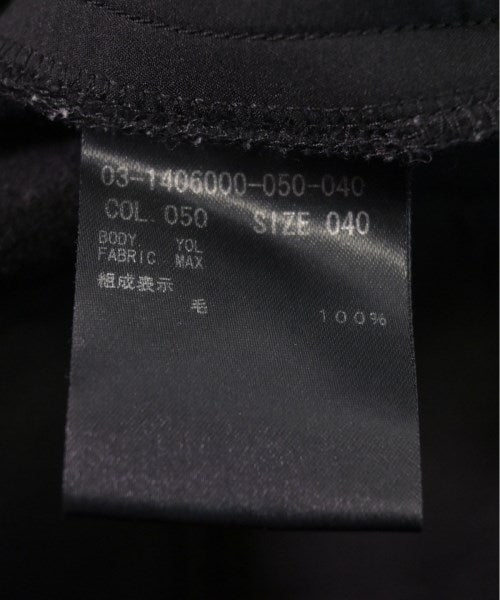 03-1406000-050-040
COL. 050 SIZE 040
BODY YOL
FABRIC MAX
組成表示
毛 100%